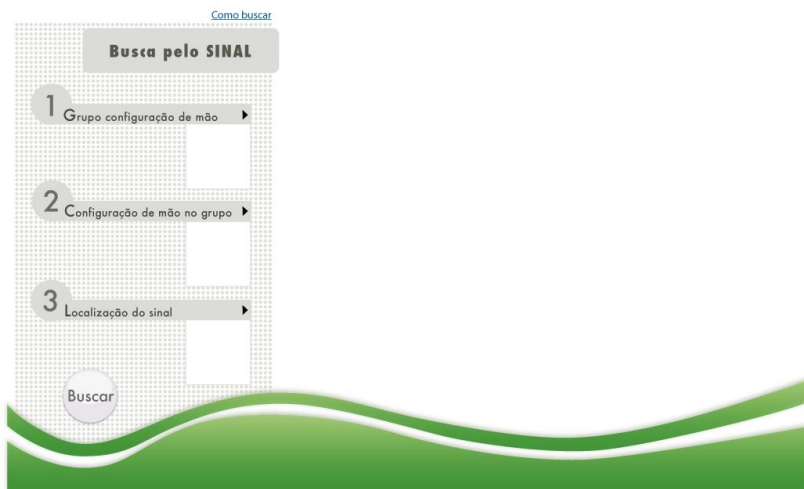 Como buscar
Busca pelo SINAL
1 Grupo configuração de mão
2 Configuração de mão no grupo
3 Localização do sinal
Buscar